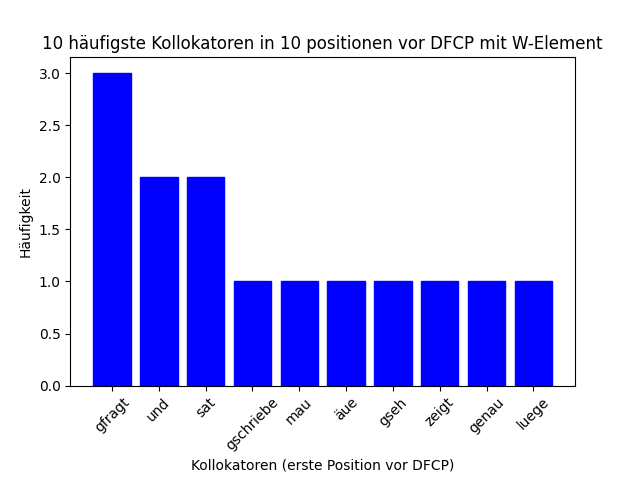 10 häufigste Kollokatoren in 10 positionen vor DFCP mit W-Element
Häufigkeit
3.0
2.5
2.0
1.5
1.0
0.5
0.0
gfragt
und
sat
gschriebe
mau
äue
gseh
zeigt
genau
luege
Kollokatoren (erste Position vor DFCP)